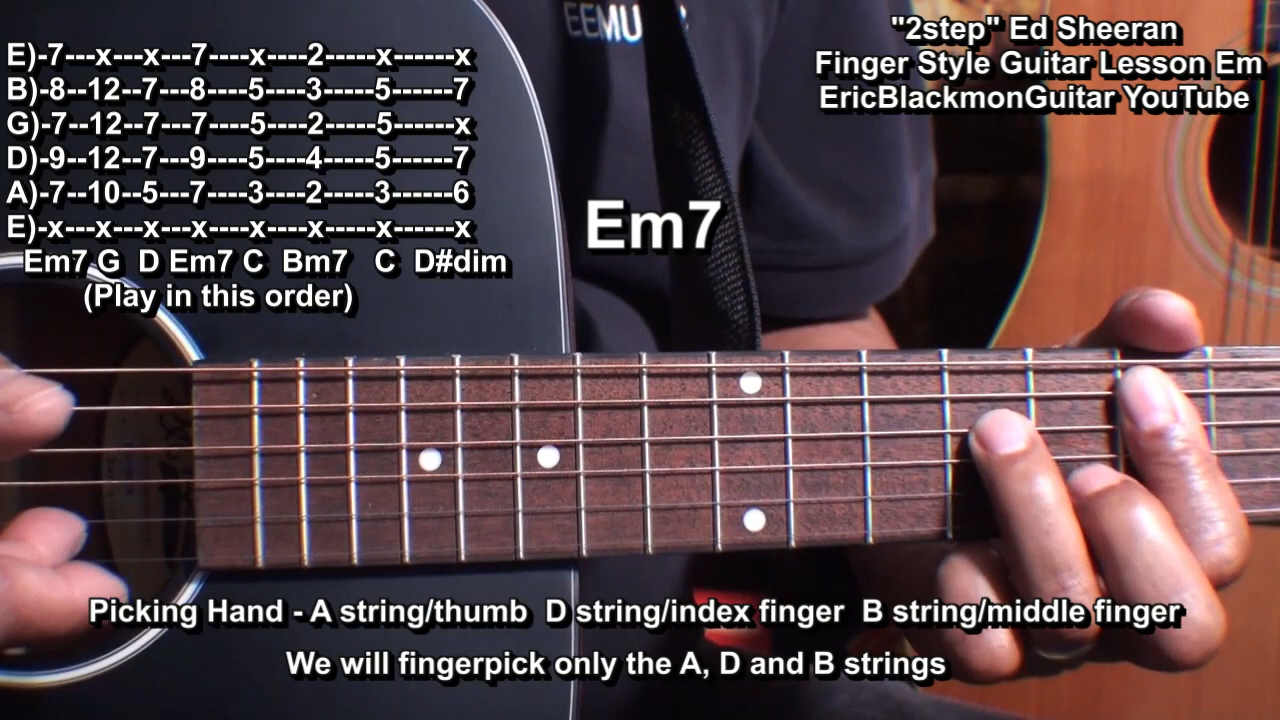 E)-7---x---x---7----x----2-----x------x
B)-8--12--7---8----5----3-----5------7
G)-7--12--7---7----5----2-----5------x
D)-9--12--7---9----5----4-----5------7
A)-7--10--5---7----3----2-----3------6
E)-x---x---x----x----x----x-----x------x
Em7 G D Em7 C Bm7 C D#dim
(Play in this order)
"2step" Ed Sheeran
Finger Style Guitar Lesson Em
EricBlackmonGuitar YouTube
EEMU
Em7
Picking Hand - A string/thumb D string/index finger B string/middle finger
We will fingerpick only the A, D and B strings